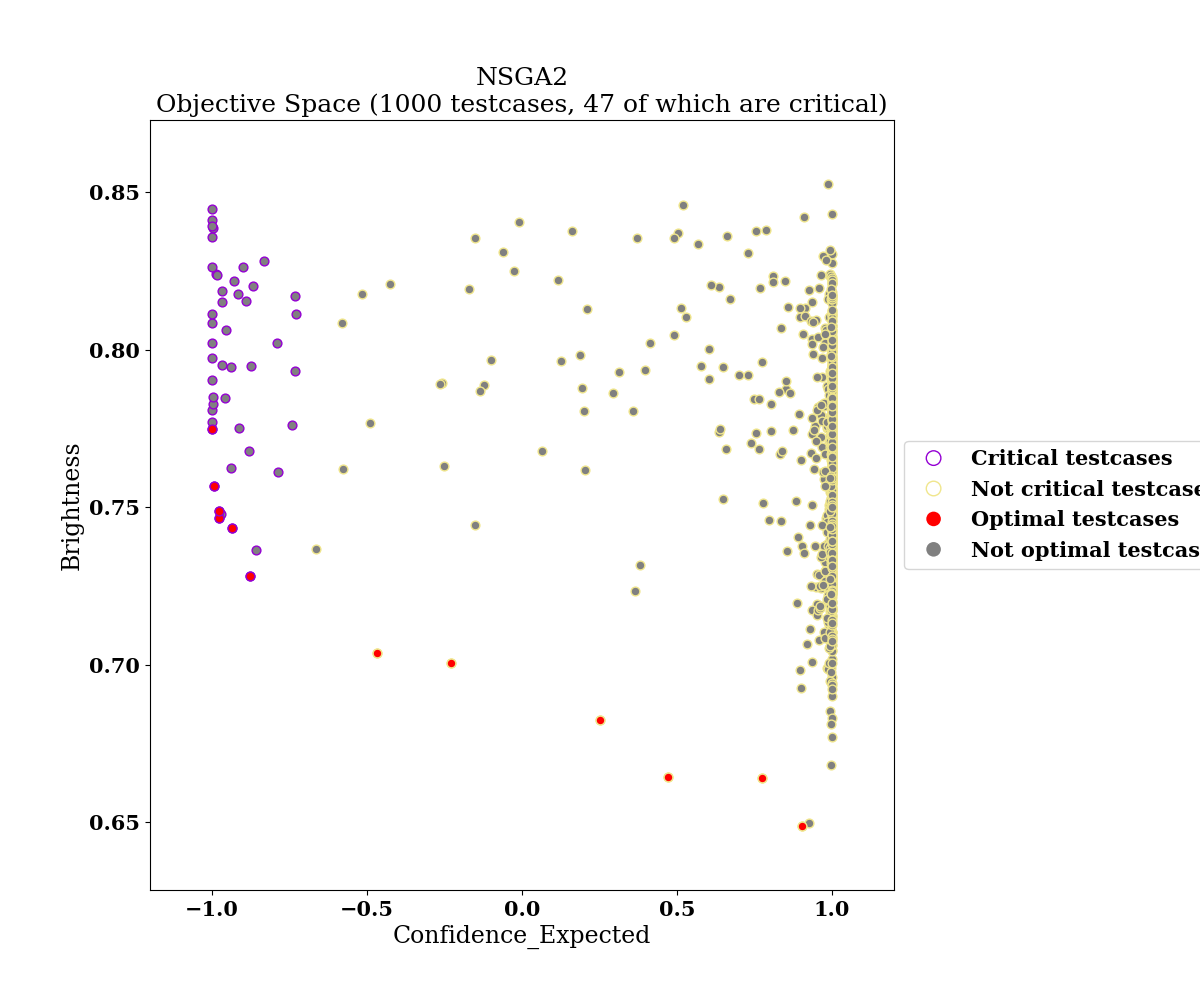 NSGA2
Objective Space (1000 testcases, 47 of which are critical)
0.85
0.80
0.75
0.70
0.65
Brightness
−1.0
−0.5
0.0
0.5
1.0
Confidence_Expected
Critical testcases
Not critical testcase
Optimal testcases
Not optimal testcas